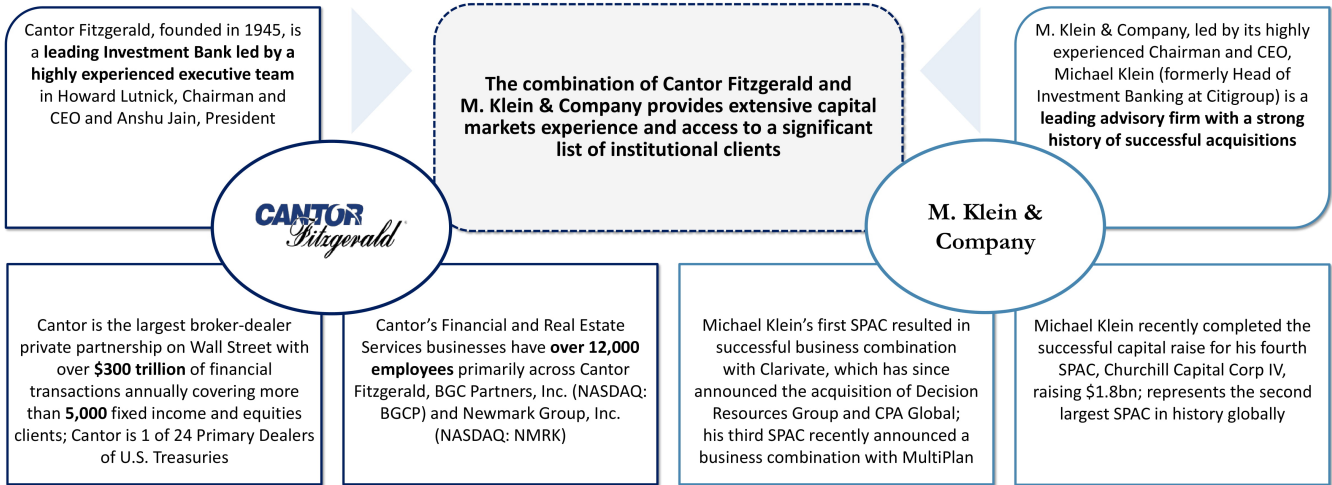 Cantor Fitzgerald, founded in 1945, is
a leading Investment Bank led by a
highly experienced executive team
in Howard Lutnick, Chairman and
CEO and Anshu Jain, President
The combination of Cantor Fitzgerald and
M. Klein & Company provides extensive capital
markets experience and access to a significant
list of institutional clients
M. Klein & Company, led by its highly
experienced Chairman and CEO,
Michael Klein (formerly Head of
Investment Banking at Citigroup) is a
leading advisory firm with a strong
history of successful acquisitions
CANTOR
Fitzgerald
M. Klein &
Company
Cantor is the largest broker-dealer
private partnership on Wall Street with
over $300 trillion of financial
transactions annually covering more
than 5,000 fixed income and equities
clients; Cantor is 1 of 24 Primary Dealers
of U.S. Treasuries
Cantor’s Financial and Real Estate
Services businesses have over 12,000
employees primarily across Cantor
Fitzgerald, BGC Partners, Inc. (NASDAQ:
BGCP) and Newmark Group, Inc.
(NASDAQ: NMRK)
Michael Klein’s first SPAC resulted in
successful business combination
with Clarivate, which has since
announced the acquisition of Decision
Resources Group and CPA Global;
his third SPAC recently announced a
business combination with MultiPlan
Michael Klein recently completed the
successful capital raise for his fourth
SPAC, Churchill Capital Corp IV,
raising $1.8bn; represents the second
largest SPAC in history globally